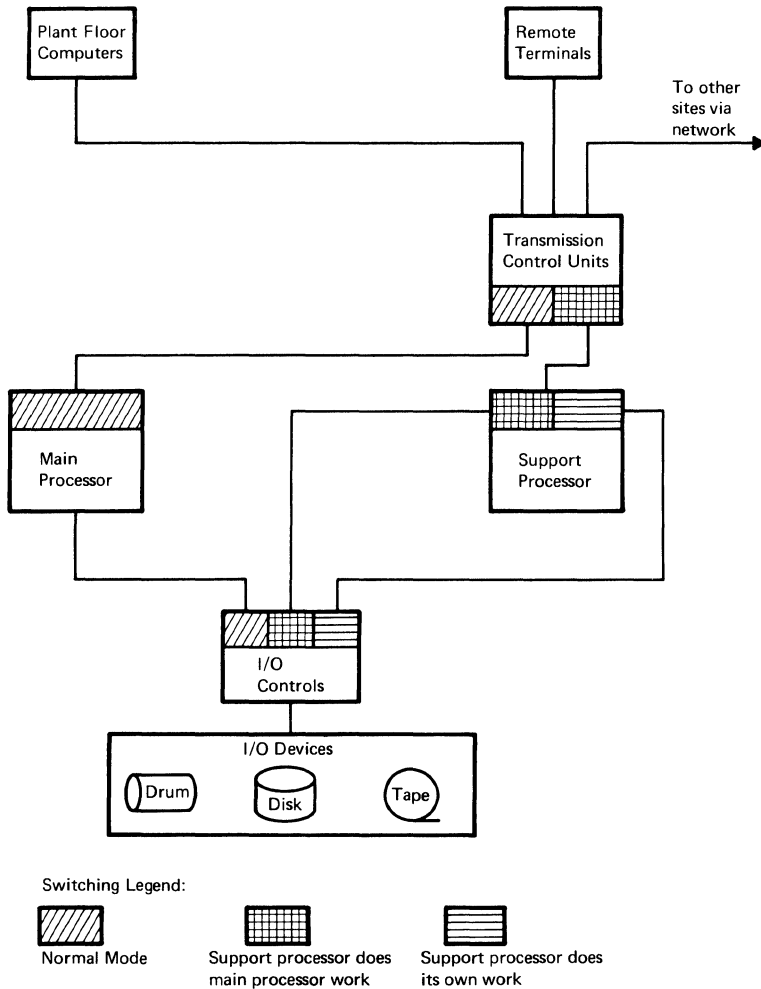 Plant Floor
Computers
Remote
Terminals
To other
sites via
network
Transmission
Control Units
Main
Processor
Support
Processor
I/O
Controls
I/O Devices
Drum
Disk
Tape
Switching Legend:
Normal Mode
Support processor does
main processor work
Support processor does
its own work